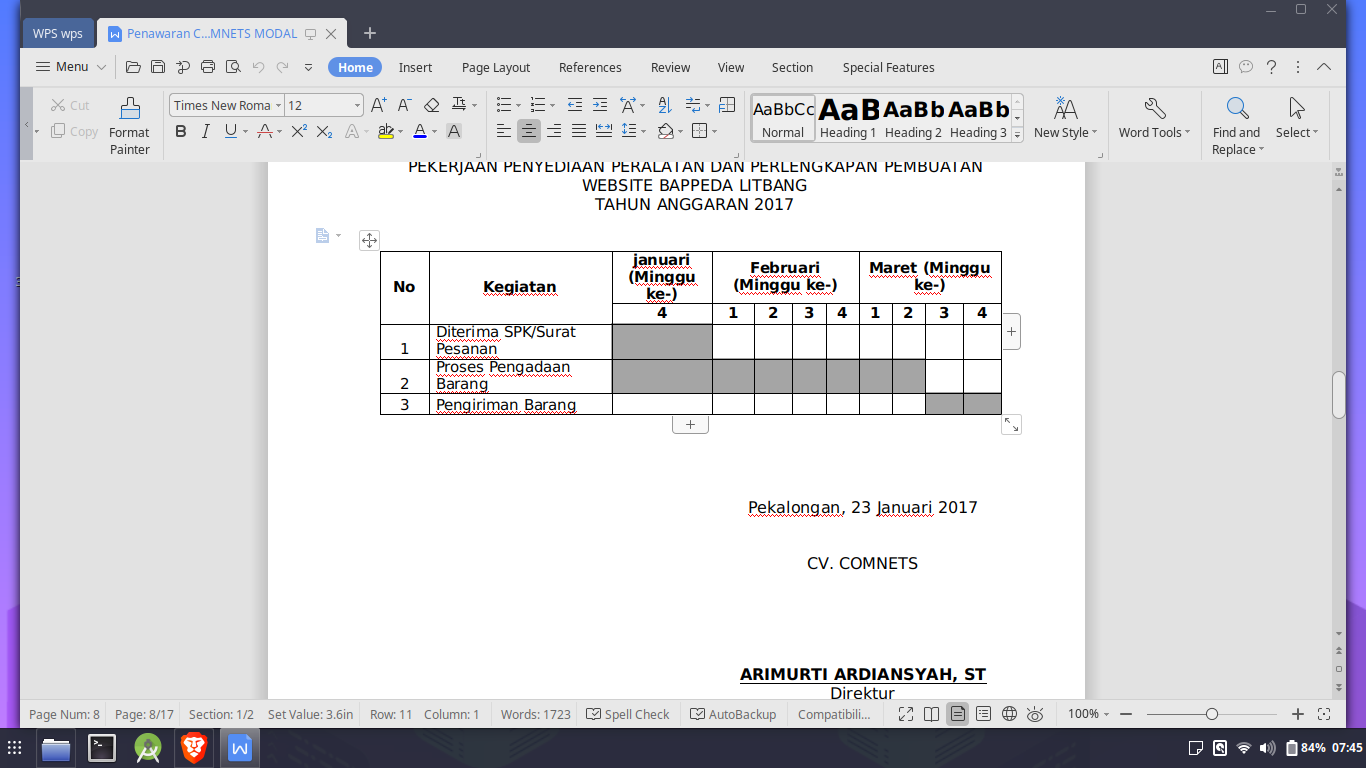 WPS wps
Penawaran C...MNETS MODAL
Menu
Home
Insert
Page Layout
References
Review
View
Section
Special Features
Cut
Copy
Format
Painter
Times New Roma
12
AaBbCc
Normal
AaB
Heading 1
AaBb
Heading 2
AaBb
Heading 3
New Style
Word Tools
Find and
Replace
Select
PEKERJAAN PENYEDIAAN PERALATAN DAN PERLENGKAPAN PEMBUATAN
WEBSITE BAPPEDA LITBANG
TAHUN ANGGARAN 2017
No
Kegiatan
januari
(Minggu
ke-)
Februari
(Minggu ke-)
Maret (Minggu
ke-)
4 1 2 3 4 1 2 3 4
1
Diterima SPK/Surat
Pesanan
2
Proses Pengadaan
Barang
3 Pengiriman Barang
Pekalongan, 23 Januari 2017
CV. COMNETS
ARIMURTI ARDIANSYAH, ST
Direktur
Page Num: 8 Page: 8/17 Section: 1/2 Set Value: 3.6in Row: 11 Column: 1 Words: 1723 Spell Check AutoBackup Compatibili... 100%
84% 07:45